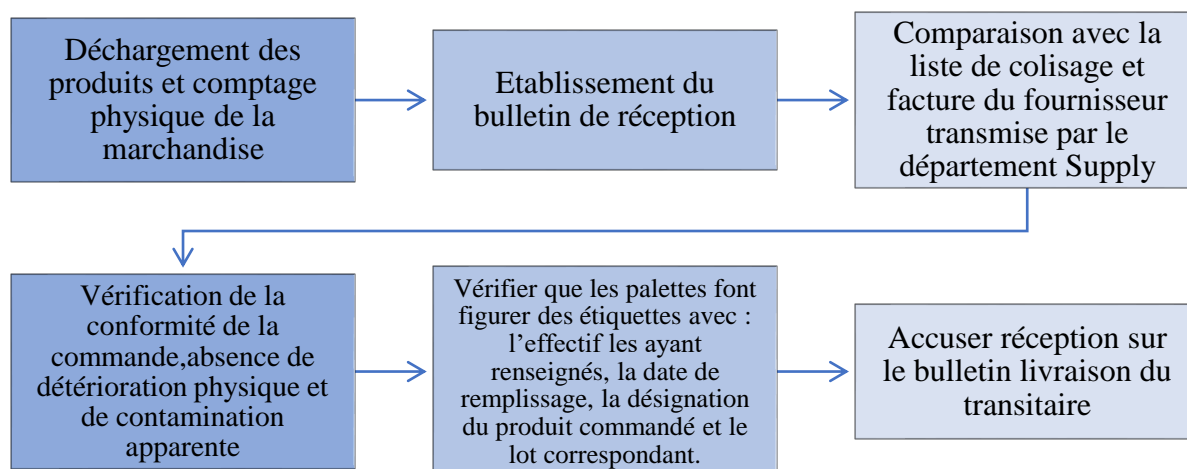 Déchargement des
produits et comptage
physique de la
marchandise
Etablissement du
bulletin de réception
Comparaison avec la
liste de colisage et
facture du fournisseur
transmise par le
département Supply
Vérification de la
conformité de la
commande,absence de
détérioration physique et
de contamination
apparente
Vérifier que les palettes font
figurer des étiquettes avec :
l’effectif les ayant
renseignés, la date de
remplissage, la désignation
du produit commandé et le
lot correspondant.
Accuser réception sur
le bulletin livraison du
transitaire